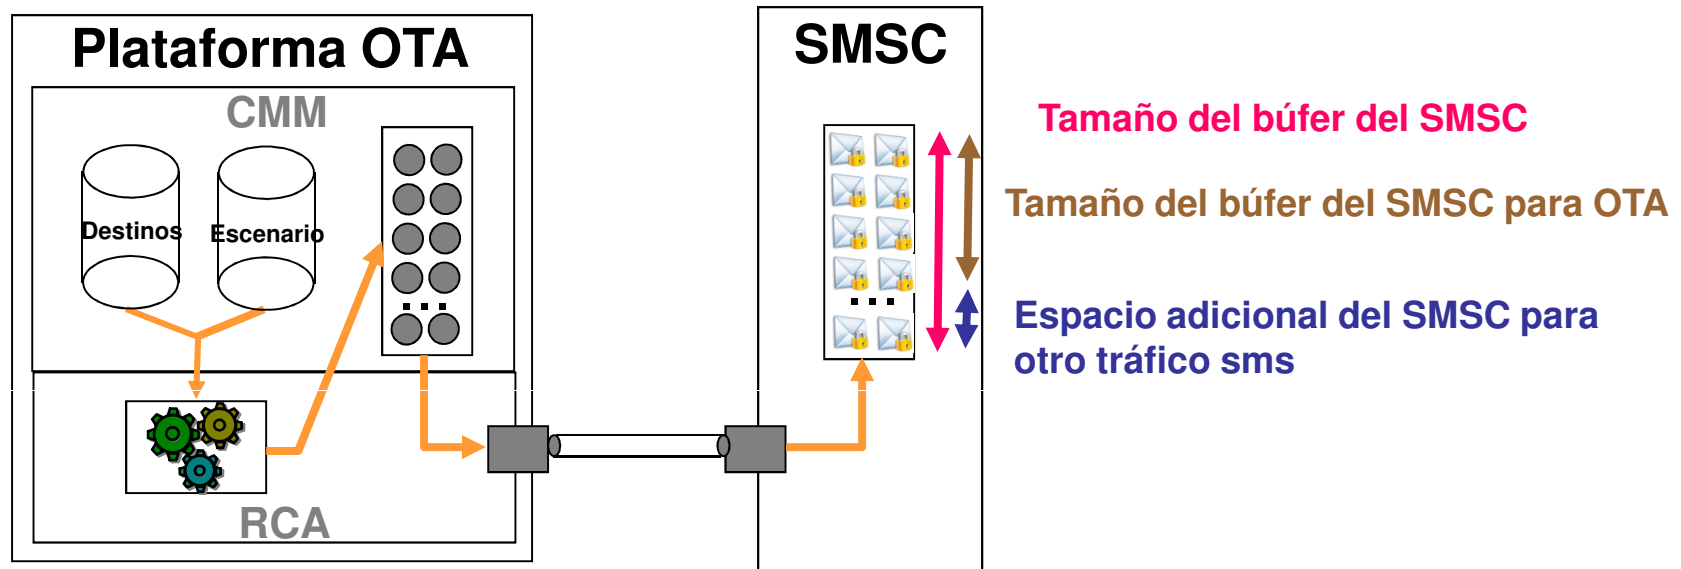 Plataforma OTA
CMM
Destinos
Escenario
RCA
SMSC
Tamaño del búfer del SMSC
Tamaño del búfer del SMSC para OTA
Espacio adicional del SMSC para
otro tráfico sms